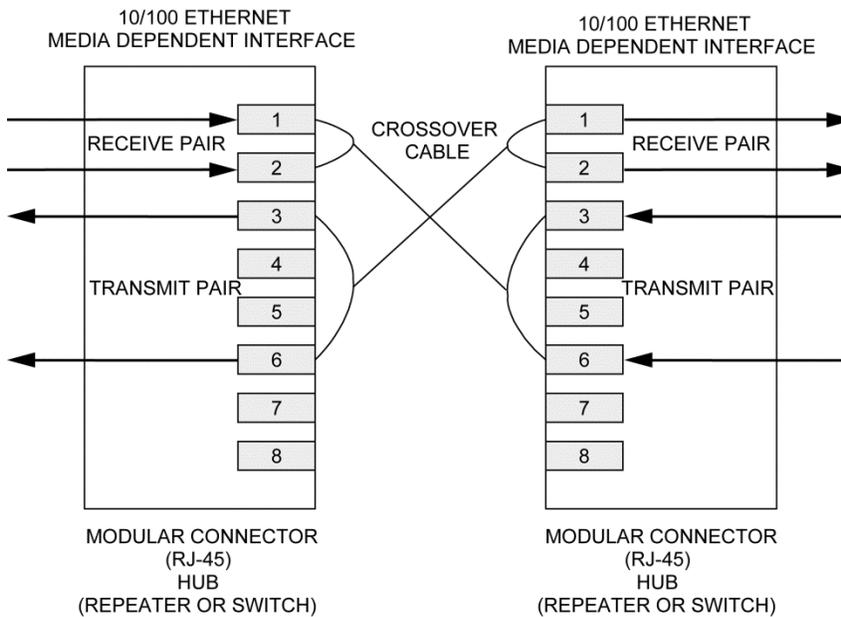 10/100 ETHERNET
MEDIA DEPENDENT INTERFACE
10/100 ETHERNET
MEDIA DEPENDENT INTERFACE
1
RECEIVE PAIR
2
3
4
TRANSMIT PAIR
5
6
7
8
CROSSOVER
CABLE
1
RECEIVE PAIR
2
3
4
TRANSMIT PAIR
5
6
7
8
MODULAR CONNECTOR
(RJ-45)
HUB
(REPEATER OR SWITCH)
MODULAR CONNECTOR
(RJ-45)
HUB
(REPEATER OR SWITCH)